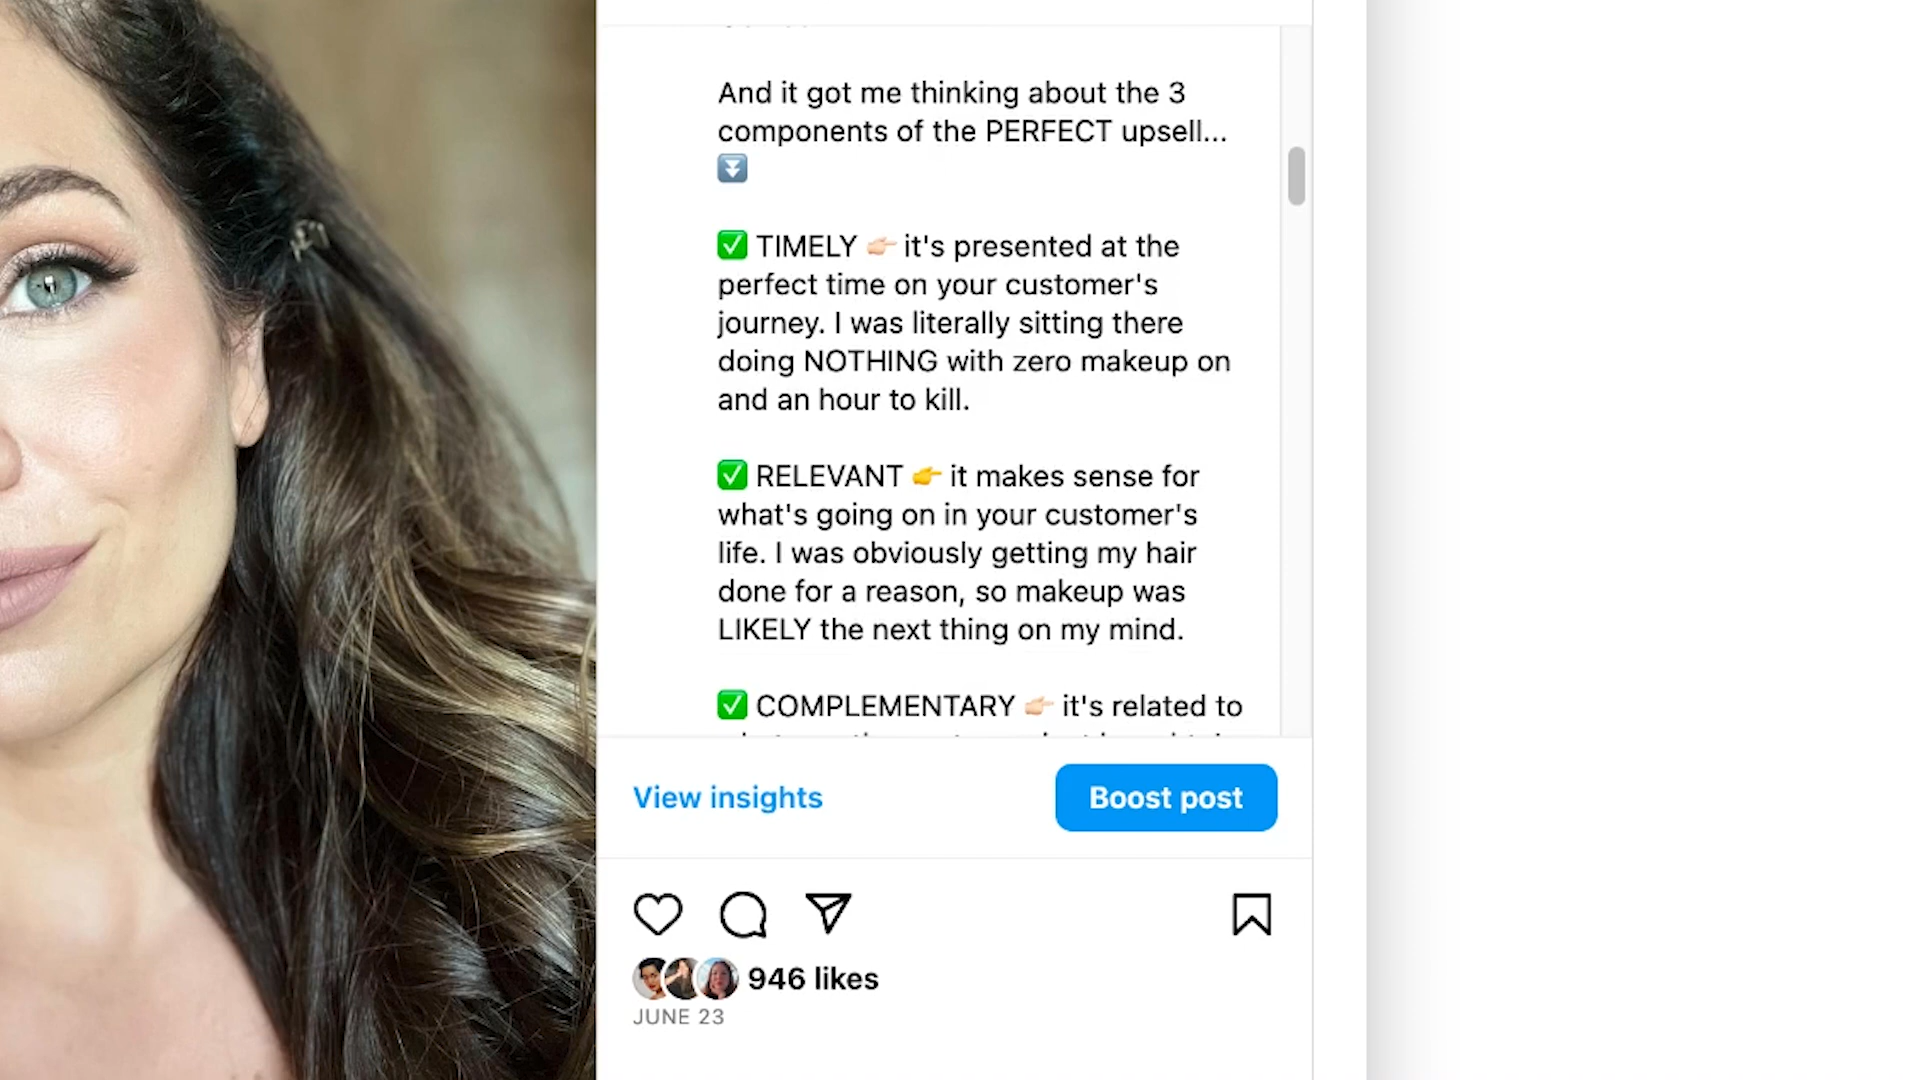 And it got me thinking about the 3
components of the PERFECT upsell...
⏬
✅ TIMELY 👉🏻 it's presented at the
perfect time on your customer's
journey. I was literally sitting there
doing NOTHING with zero makeup on
and an hour to kill.
✅ RELEVANT 👉 it makes sense for
what's going on in your customer's
life. I was obviously getting my hair
done for a reason, so makeup was
LIKELY the next thing on my mind.
✅ COMPLEMENTARY 👉🏻 it's related to
View insights
Boost post
946 likes
JUNE 23